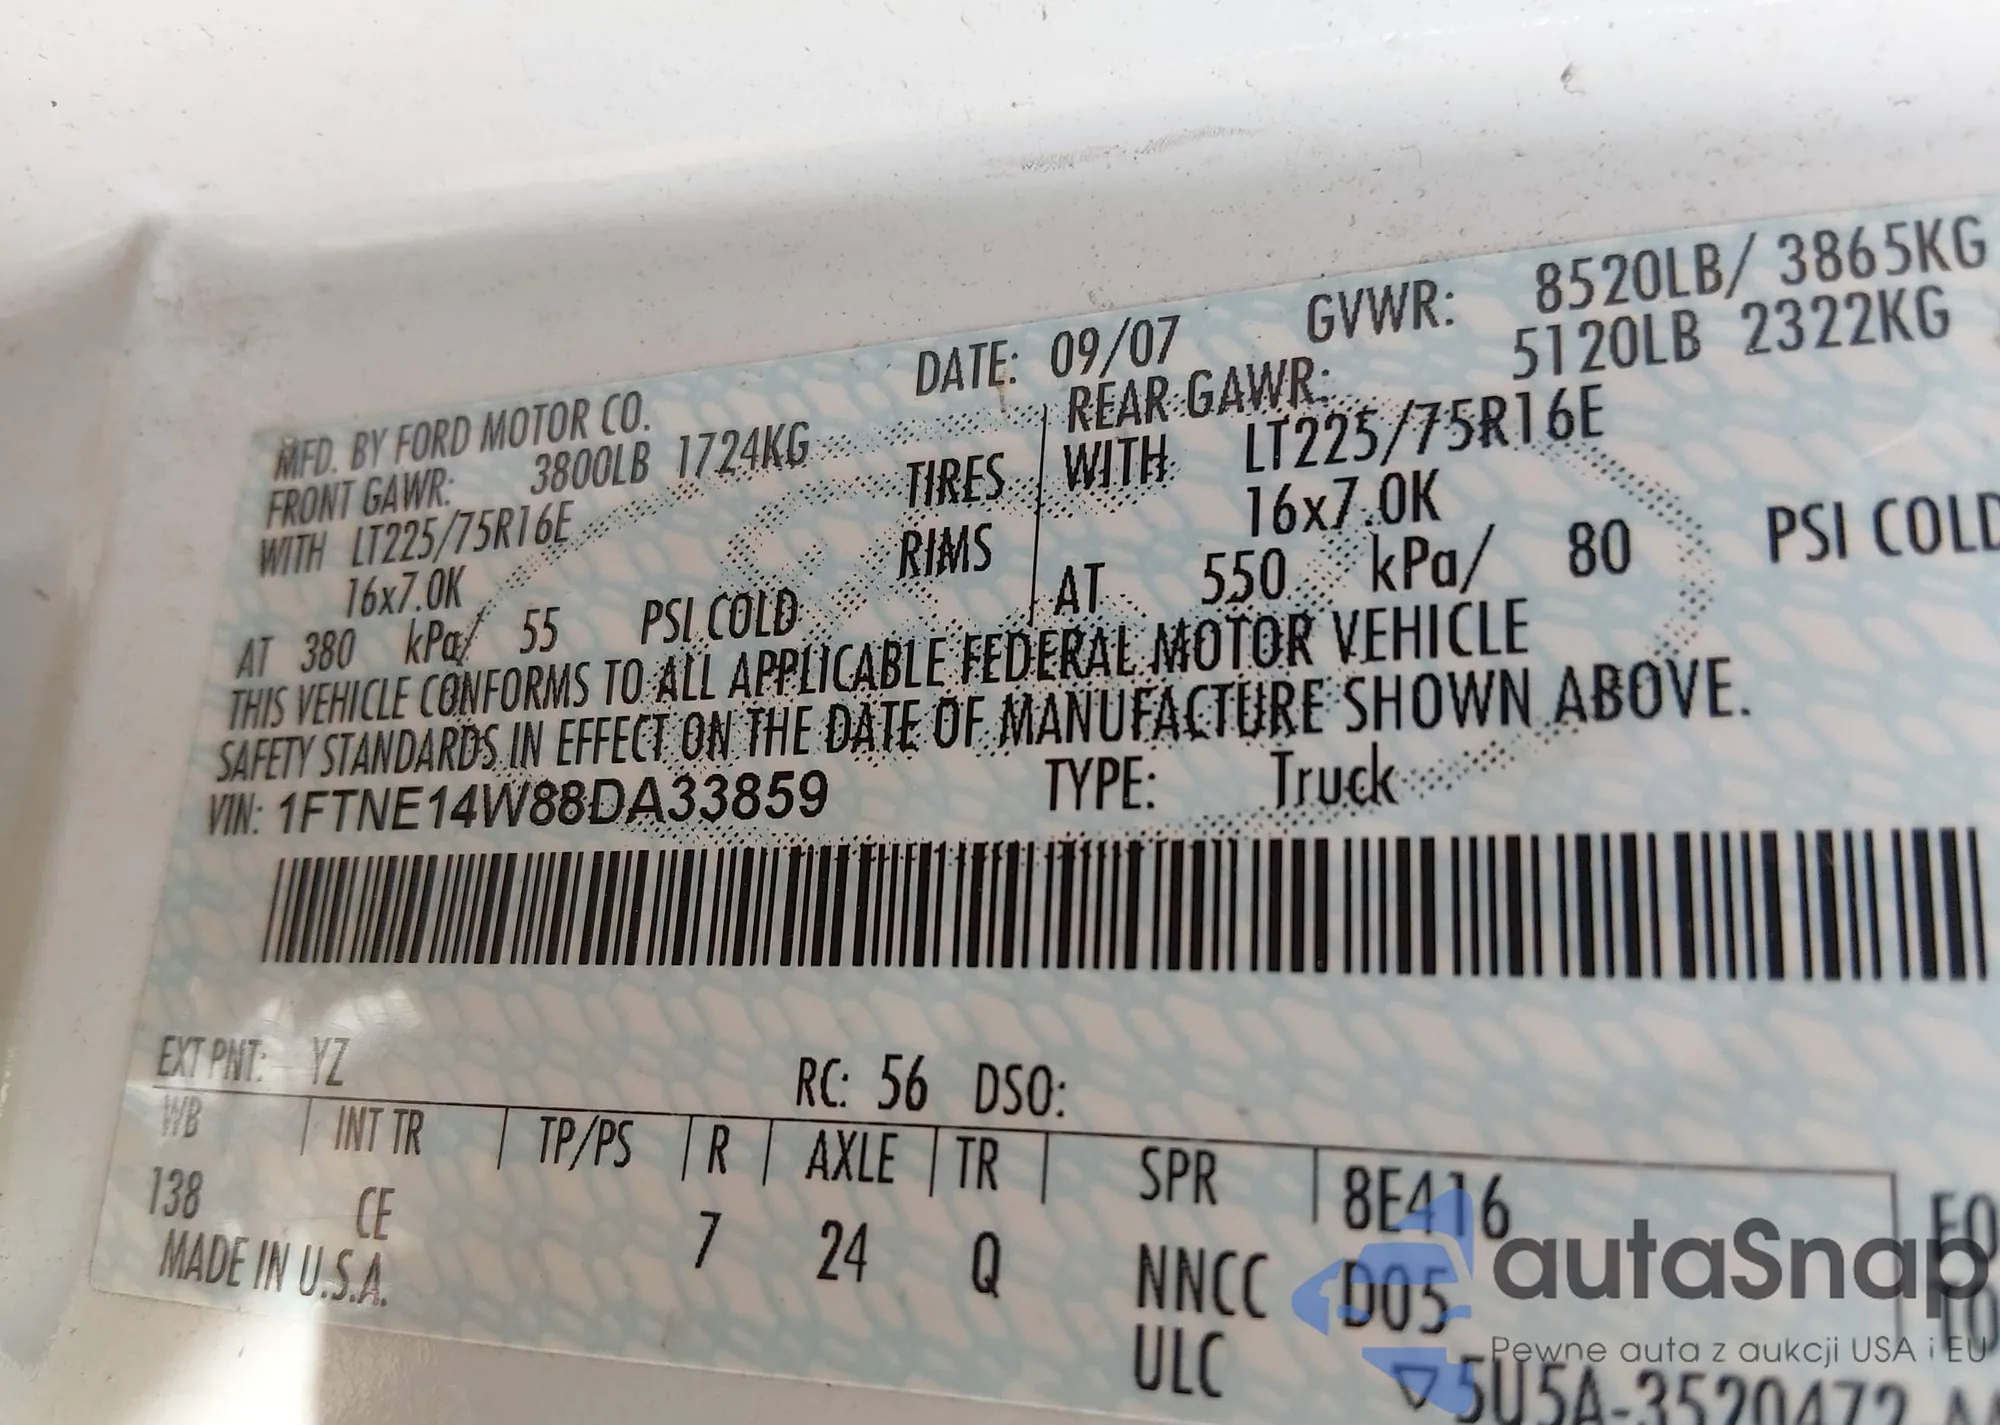 MFD. BY FORD MOTOR CO. DATE: 09/07 GVWR: 8520LB/ 3865KG
FRONT GAWR: 3800LB 1724KG REAR GAWR: 5120LB 2322KG
WITH LT225/75R16E TIRES WITH LT225/75R16E
16x7.0K RIMS 16x7.0K
AT 380 kPa/ 55 PSI COLD AT 550 kPa/ 80 PSI COLD
THIS VEHICLE CONFORMS TO ALL APPLICABLE FEDERAL MOTOR VEHICLE
SAFETY STANDARDS IN EFFECT ON THE DATE OF MANUFACTURE SHOWN ABOVE.
VIN: 1FTNE14W88DA33859 TYPE: Truck
EXT PNT: YZ RC: 56 DSO:
WB INT TR TP/PS R AXLE TR SPR 8E416
138 CE 7 24 Q NNCC D05
MADE IN U.S.A. ULC
5U5A-3520472
autaSnap
Pewne auta z aukcji USA i EU